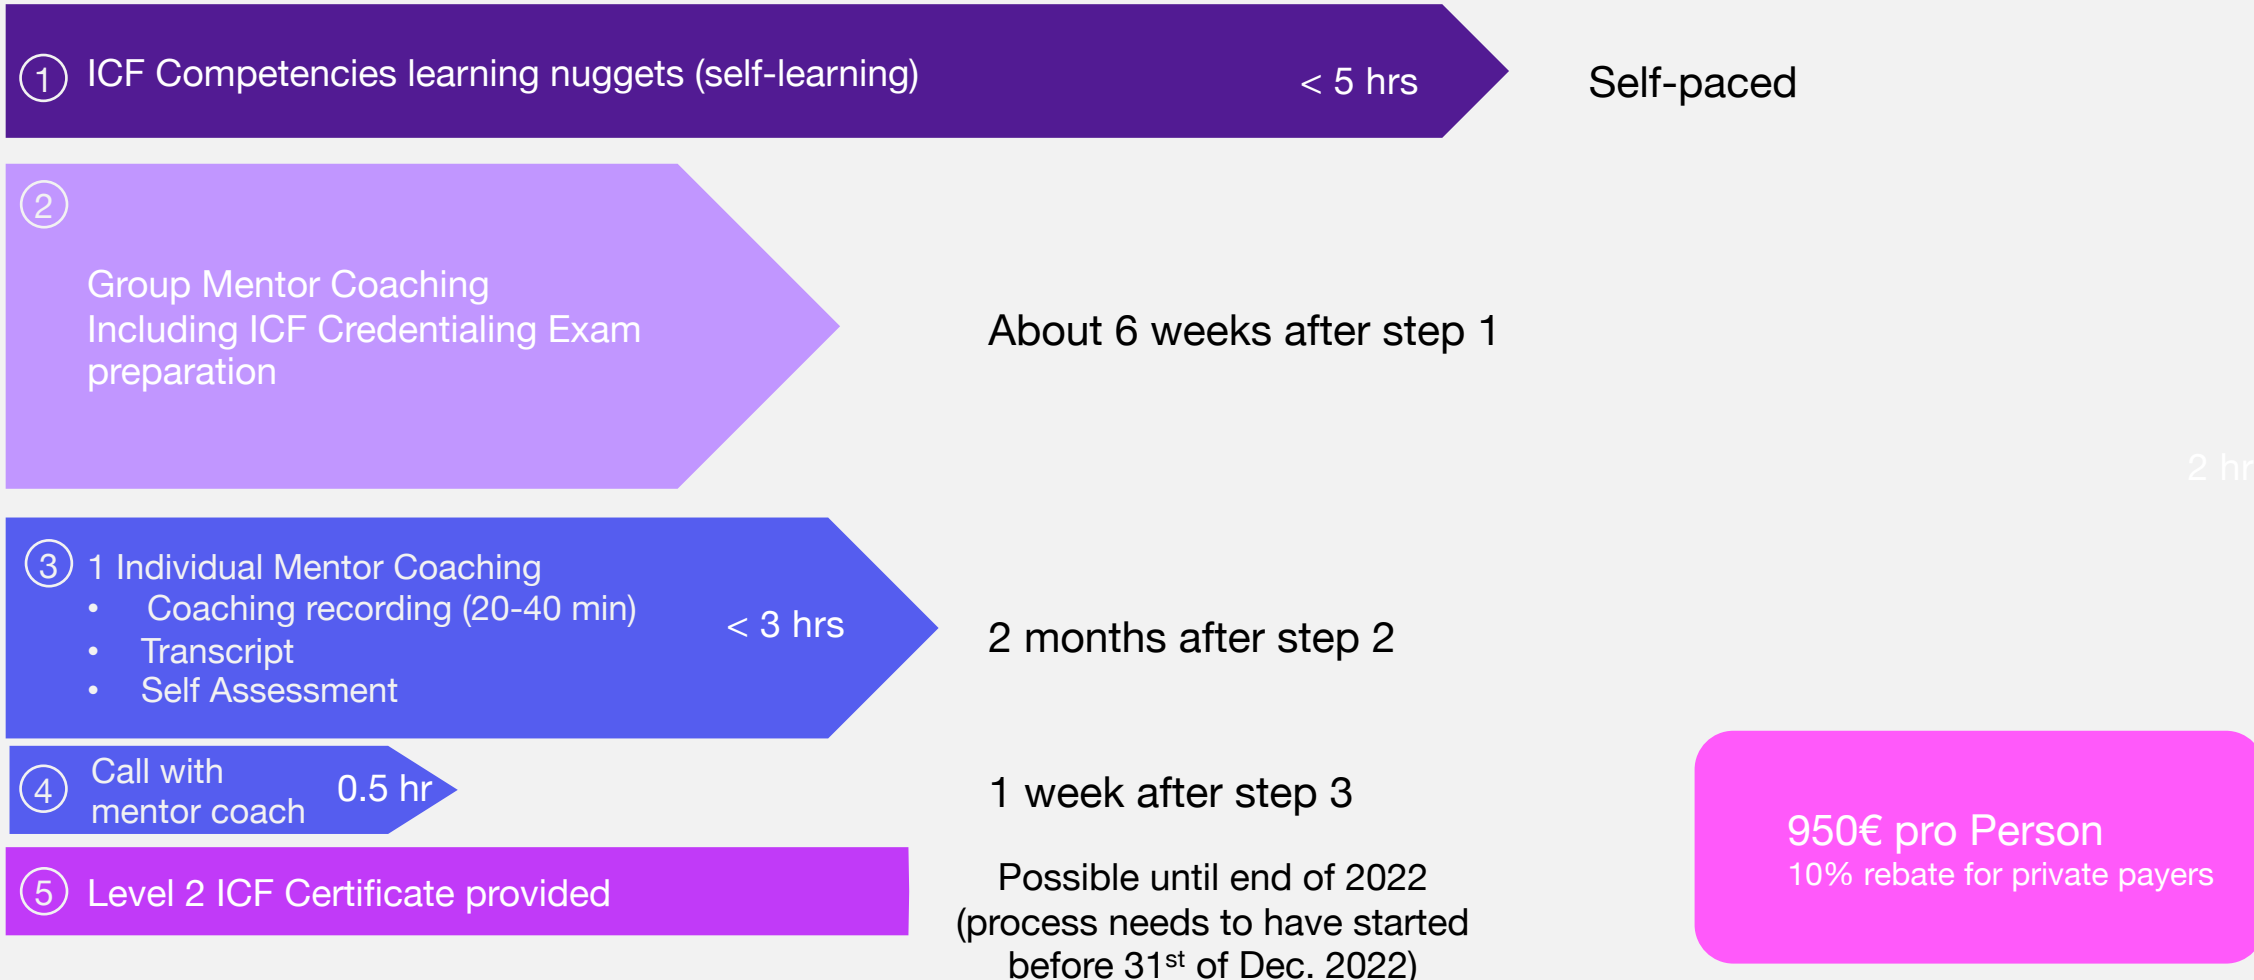 ① ICF Competencies learning nuggets (self-learning) < 5 hrs
Self-paced
②
Group Mentor Coaching
Including ICF Credentialing Exam
preparation
About 6 weeks after step 1
2 hr
③ 1 Individual Mentor Coaching
• Coaching recording (20-40 min)
• Transcript
• Self Assessment
< 3 hrs
2 months after step 2
④ Call with
mentor coach
0.5 hr
1 week after step 3
⑤ Level 2 ICF Certificate provided
Possible until end of 2022
(process needs to have started
before 31st of Dec. 2022)
950€ pro Person
10% rebate for private payers